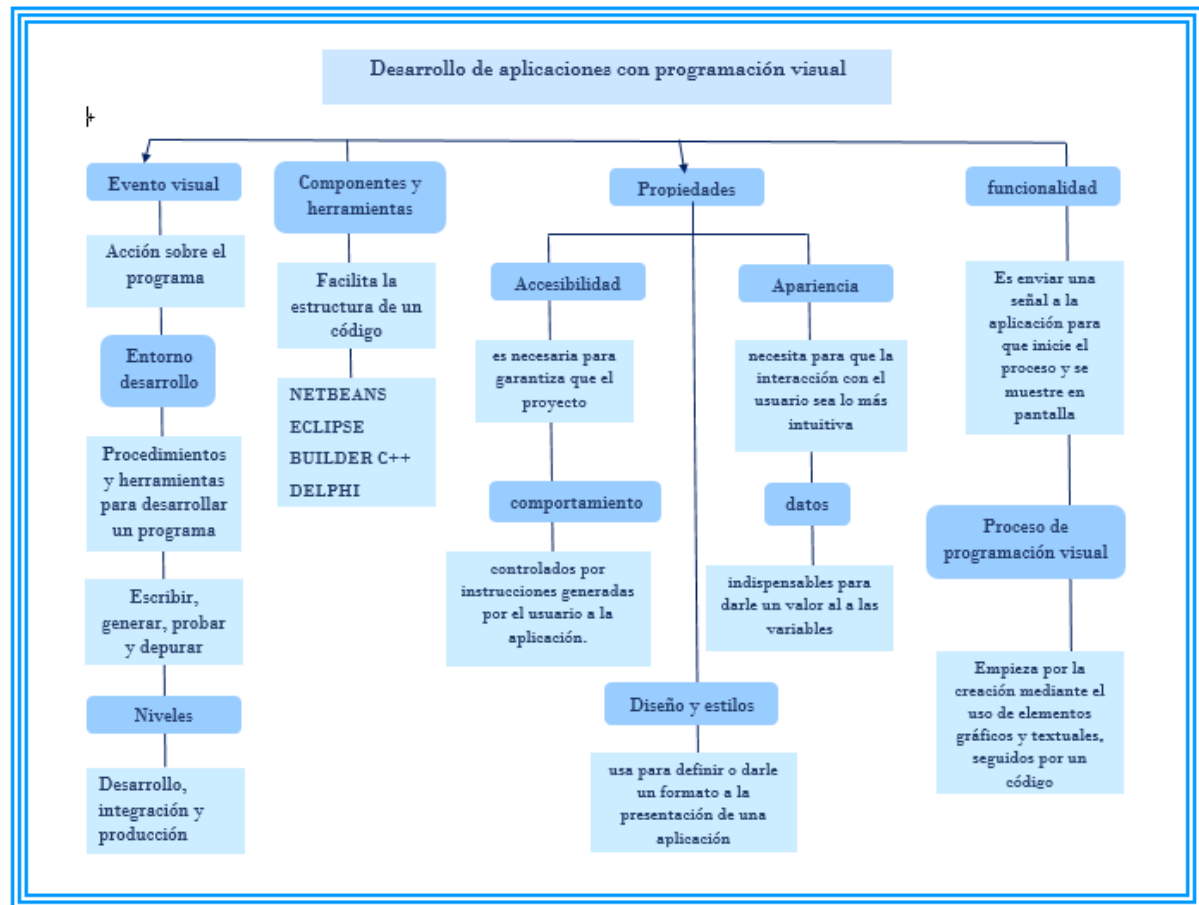 Desarrollo de aplicaciones con programación visual
Evento visual
Acción sobre el
programa
Entorno
desarrollo
Procedimientos
y herramientas
para desarrollar
un programa
Escribir,
generar, probar
y depurar
Niveles
Desarrollo,
integración y
producción
Componentes y
herramientas
Facilita la
estructura de un
código
NETBEANS
ECLIPSE
BUILDER C++
DELPHI
Propiedades
Accesibilidad
es necesaria para
garantiza que el
proyecto
comportamiento
controlados por
instrucciones generadas
por el usuario a la
aplicación.
Apariencia
necesita para que la
interacción con el
usuario sea lo más
intuitiva
datos
indispensables para
darle un valor al a las
variables
Diseño y estilos
usa para definir o darle
un formato a la
presentación de una
aplicación
funcionalidad
Es enviar una
señal a la
aplicación para
que inicie el
proceso y se
muestre en
pantalla
Proceso de
programación visual
Empieza por la
creación mediante el
uso de elementos
gráficos y textuales,
seguidos por un
código